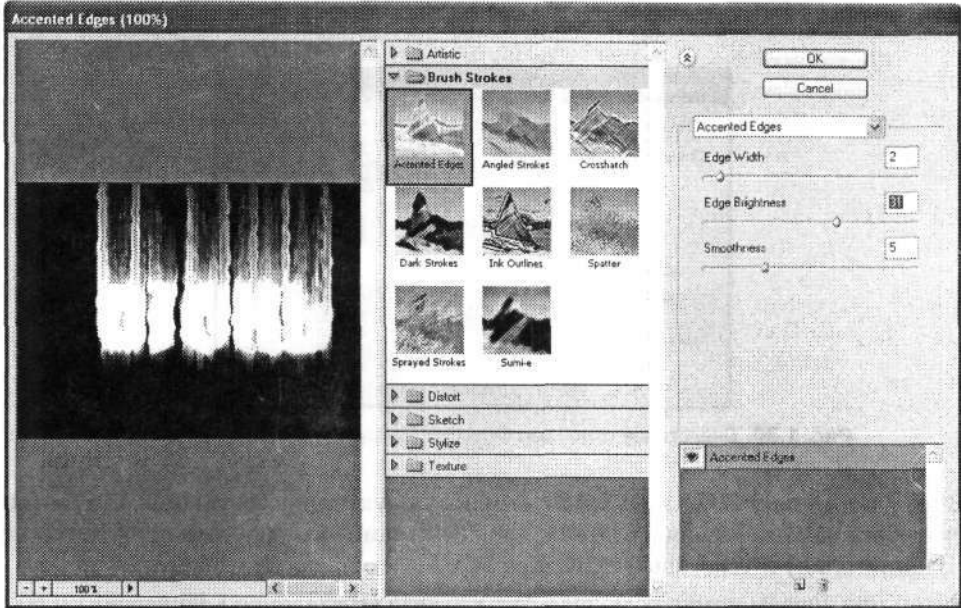 Accented Edges (100%)
Artistic
Brush Strokes
Accented Edges
Angled Strokes
Crosshatch
Dark Strokes
Ink Outlines
Spatter
Sprayed Strokes
Sumi-e
Distort
Sketch
Stylize
Texture
- + 100%
OK
Cancel
Accented Edges
Edge Width 2
Edge Brightness 31
Smoothness 5
Accented Edges